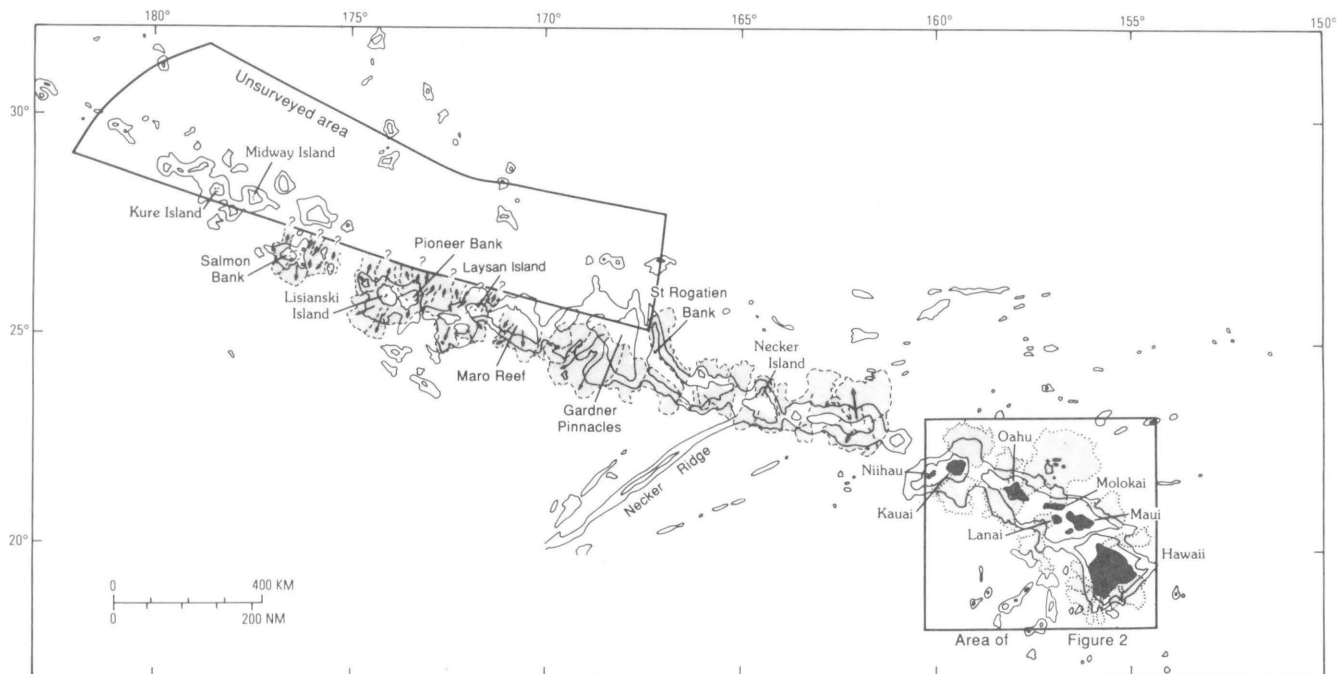 180°
175°
170°
165°
160°
155°
150°
30°
25°
20°
Unsurveyed area
Midway Island
Kure Island
Salmon
Bank
Lisianski
Island
Pioneer Bank
Laysan Island
Maro Reef
Gardner
Pinnacles
St Rogatien
Bank
Necker
Island
Necker Ridge
Niihau
Kauai
Oahu
Molokai
Lanai
Maui
Hawaii
Area of Figure 2
0 400 KM
0 200 NM
? ? ? ? ? ? ? ? ? ?